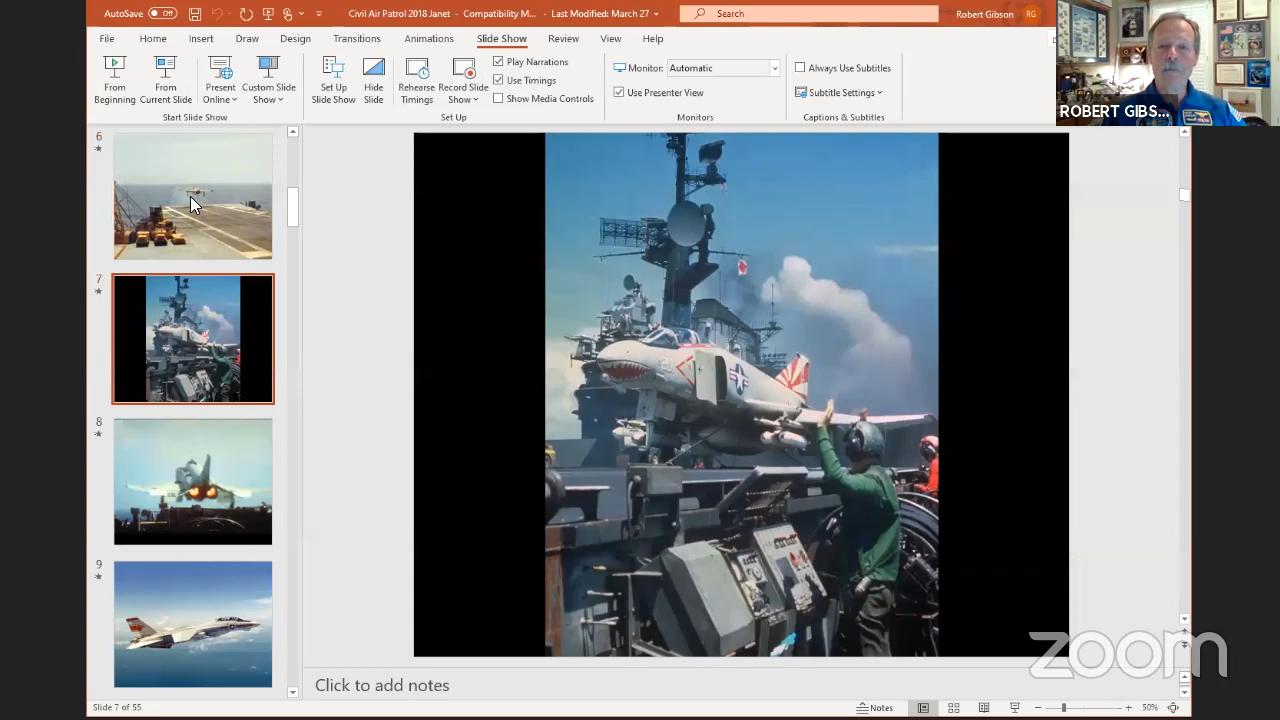 AutoSave Off Civil Air Patrol 2018 Janet - Compatibility M... - Last Modified: March 27 Search Robert Gibson RG
File Home Insert Draw Design Transitions Animations Slide Show Review View Help
From Beginning
From Current Slide
Present Online
Custom Slide Show
Start Slide Show
Set Up Slide Show
Hide Slide
Rehearse Timings
Record Slide Show
Play Narrations
Use Timings
Show Media Controls
Set Up
Monitor: Automatic
Use Presenter View
Monitors
Always Use Subtitles
Subtitle Settings
Captions & Subtitles
ROBERT GIBS...
6
7
8
9
Click to add notes
zoom
Slide 7 of 55 Notes 50%